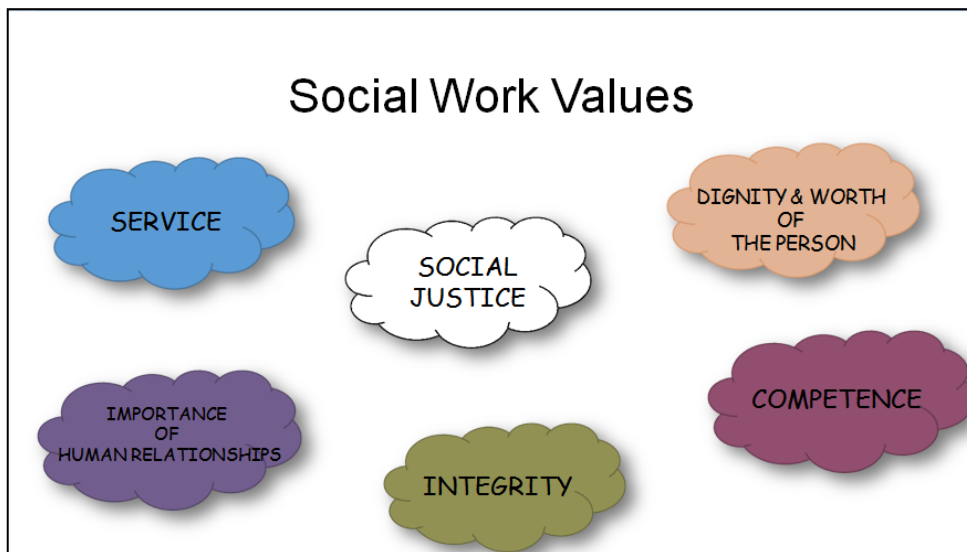 Social Work Values
SERVICE
SOCIAL
JUSTICE
DIGNITY & WORTH
OF
THE PERSON
IMPORTANCE
OF
HUMAN RELATIONSHIPS
INTEGRITY
COMPETENCE